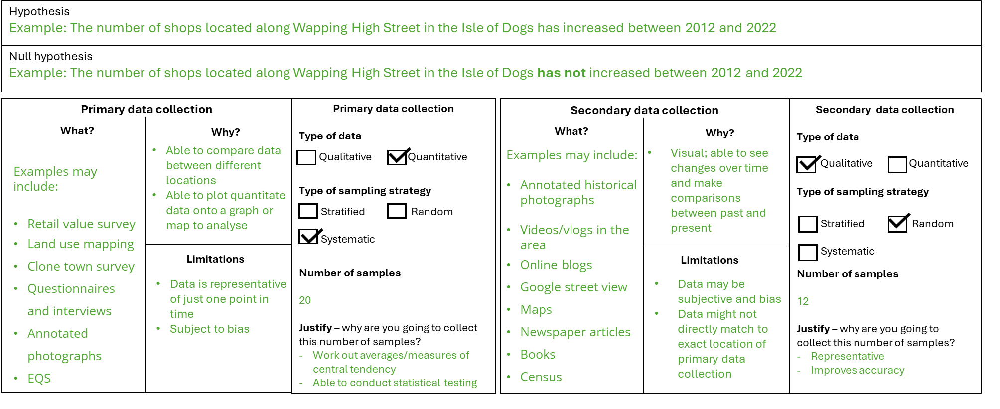 Hypothesis
Example: The number of shops located along Wapping High Street in the Isle of Dogs has increased between 2012 and 2022
Null hypothesis
Example: The number of shops located along Wapping High Street in the Isle of Dogs has not increased between 2012 and 2022
Primary data collection
What?
Examples may
include:
• Retail value survey
• Land use mapping
• Clone town survey
• Questionnaires
and interviews
• Annotated
photographs
• EQS
Why?
• Able to compare data
between different
locations
• Able to plot quantitate
data onto a graph or
map to analyse
Limitations
• Data is representative
of just one point in
time
• Subject to bias
Primary data collection
Type of data
Qualitative
Quantitative
Type of sampling strategy
Stratified
Random
Systematic
Number of samples
20
Justify – why are you going to collect
this number of samples?
- Work out averages/measures of
central tendency
- Able to conduct statistical testing
Secondary data collection
What?
Examples may include:
• Annotated historical
photographs
• Videos/vlogs in the
area
• Online blogs
• Google street view
• Maps
• Newspaper articles
• Books
• Census
Why?
• Visual; able to see
changes over time
and make
comparisons
between past and
present
Limitations
• Data may be
subjective and bias
• Data might not
directly match to
exact location of
primary data
collection
Secondary data collection
Type of data
Qualitative
Quantitative
Type of sampling strategy
Stratified
Random
Systematic
Number of samples
12
Justify – why are you going to
collect this number of samples?
- Representative
- Improves accuracy